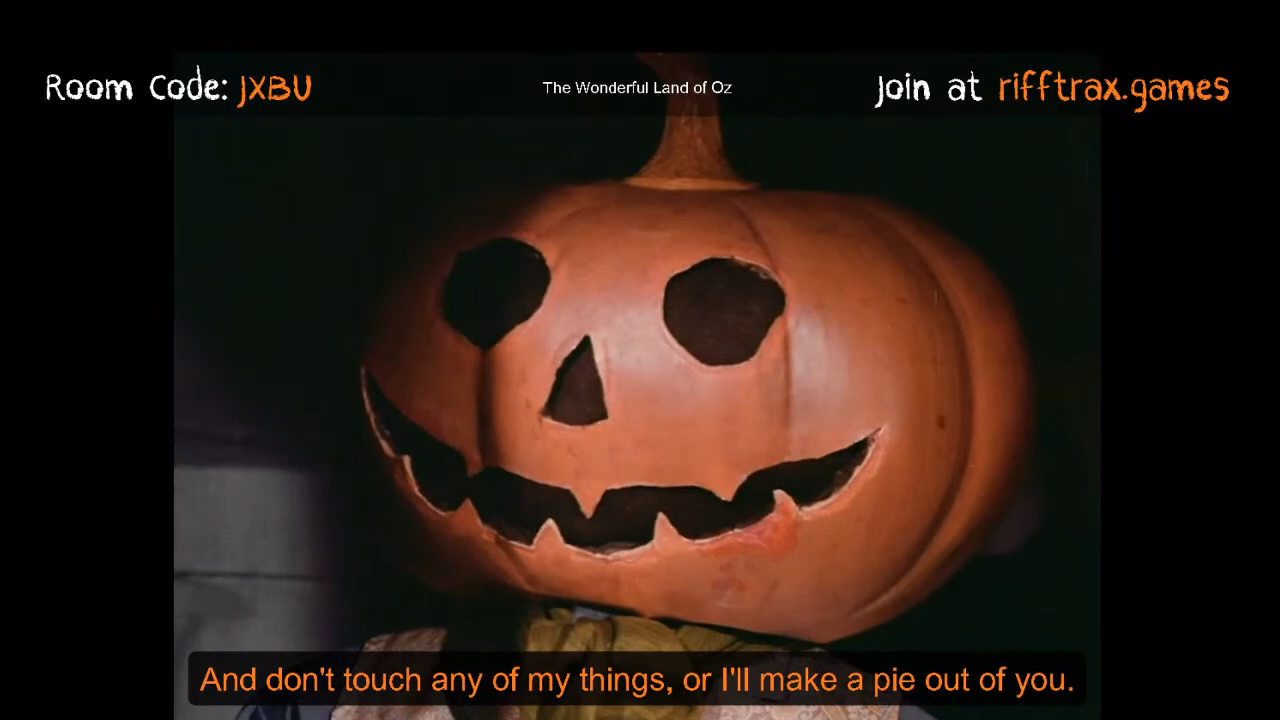 Room Code: JXBU
The Wonderful Land of Oz
Join at rifftrax.games
And don't touch any of my things, or I'll make a pie out of you.